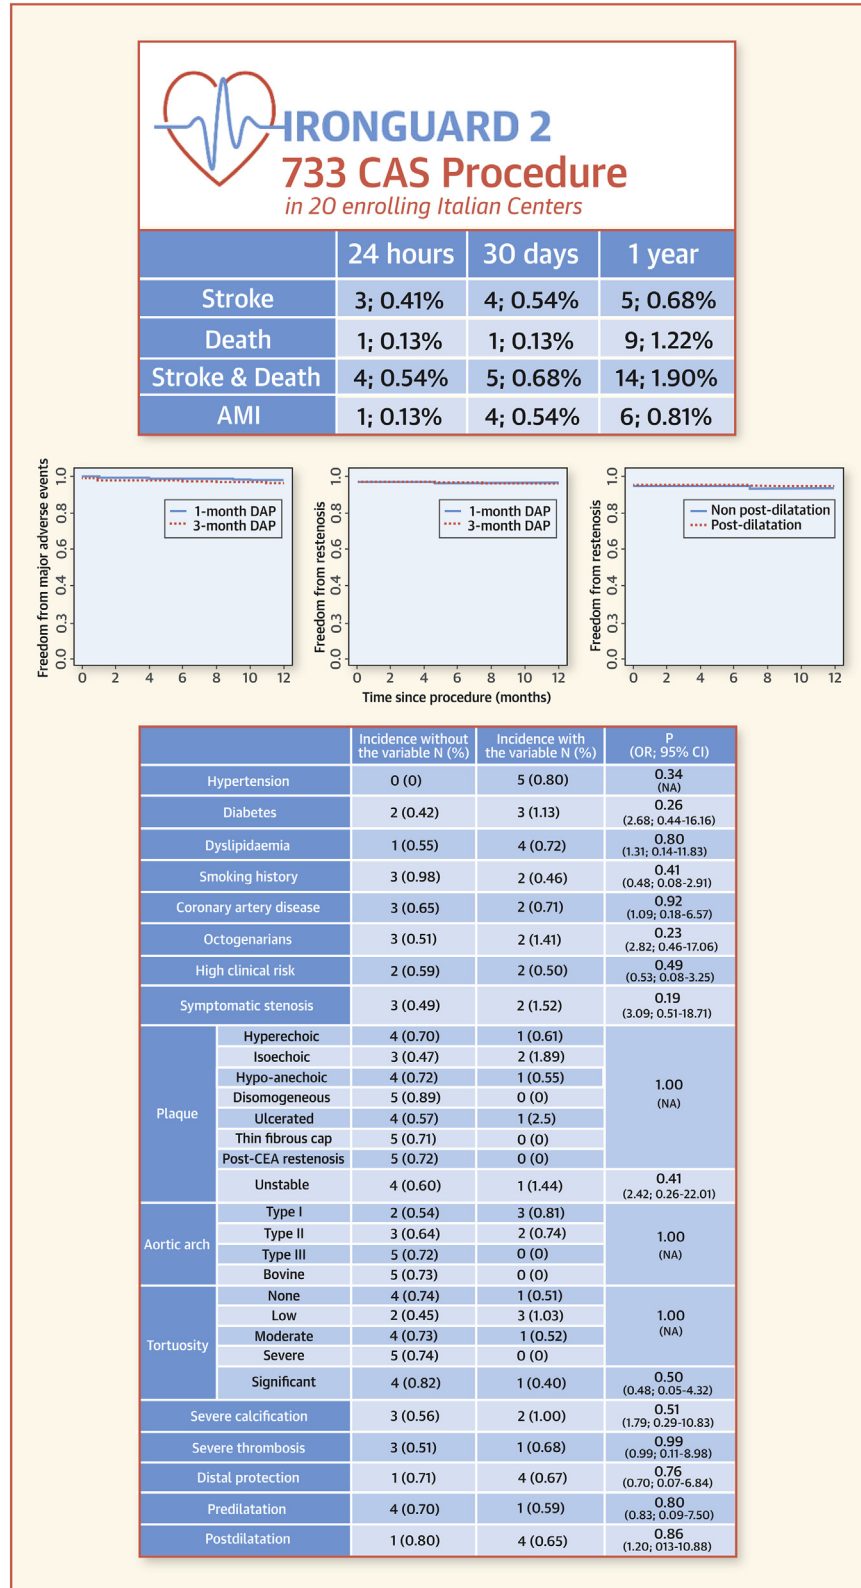 IRONGUARD 2
733 CAS Procedure
in 20 enrolling Italian Centers
24 hours 30 days 1 year
Stroke 3; 0.41% 4; 0.54% 5; 0.68%
Death 1; 0.13% 1; 0.13% 9; 1.22%
Stroke & Death 4; 0.54% 5; 0.68% 14; 1.90%
AMI 1; 0.13% 4; 0.54% 6; 0.81%
Freedom from major adverse events
1.0
0.8
0.6
0.4
0.3
0.0
1-month DAP
3-month DAP
0 2 4 6 8 10 12
Freedom from restenosis
1.0
0.8
0.6
0.4
0.3
0.0
1-month DAP
3-month DAP
0 2 4 6 8 10 12
Time since procedure (months)
Freedom from restenosis
1.0
0.8
0.6
0.4
0.3
0.0
Non post-dilatation
Post-dilatation
0 2 4 6 8 10 12
Incidence without the variable N (%) Incidence with the variable N (%) P (OR; 95% CI)
Hypertension 0 (0) 5 (0.80) 0.34
(NA)
Diabetes 2 (0.42) 3 (1.13) 0.26
(2.68; 0.44-16.16)
Dyslipidaemia 1 (0.55) 4 (0.72) 0.80
(1.31; 0.14-11.83)
Smoking history 3 (0.98) 2 (0.46) 0.41
(0.48; 0.08-2.91)
Coronary artery disease 3 (0.65) 2 (0.71) 0.92
(1.09; 0.18-6.57)
Octogenarians 3 (0.51) 2 (1.41) 0.23
(2.82; 0.46-17.06)
High clinical risk 2 (0.59) 2 (0.50) 0.49
(0.53; 0.08-3.25)
Symptomatic stenosis 3 (0.49) 2 (1.52) 0.19
(3.09; 0.51-18.71)
Plaque
Hyperechoic 4 (0.70) 1 (0.61)
Isoechoic 3 (0.47) 2 (1.89)
Hypo-anechoic 4 (0.72) 1 (0.55)
Disomogeneous 5 (0.89) 0 (0)
Ulcerated 4 (0.57) 1 (2.5)
Thin fibrous cap 5 (0.71) 0 (0)
Post-CEA restenosis 5 (0.72) 0 (0)
1.00
(NA)
Unstable 4 (0.60) 1 (1.44) 0.41
(2.42; 0.26-22.01)
Aortic arch
Type I 2 (0.54) 3 (0.81)
Type II 3 (0.64) 2 (0.74)
Type III 5 (0.72) 0 (0)
Bovine 5 (0.73) 0 (0)
1.00
(NA)
Tortuosity
None 4 (0.74) 1 (0.51)
Low 2 (0.45) 3 (1.03)
Moderate 4 (0.73) 1 (0.52)
Severe 5 (0.74) 0 (0)
1.00
(NA)
Significant 4 (0.82) 1 (0.40) 0.50
(0.48; 0.05-4.32)
Severe calcification 3 (0.56) 2 (1.00) 0.51
(1.79; 0.29-10.83)
Severe thrombosis 3 (0.51) 1 (0.68) 0.99
(0.99; 0.11-8.98)
Distal protection 1 (0.71) 4 (0.67) 0.76
(0.70; 0.07-6.84)
Predilatation 4 (0.70) 1 (0.59) 0.80
(0.83; 0.09-7.50)
Postdilatation 1 (0.80) 4 (0.65) 0.86
(1.20; 013-10.88)